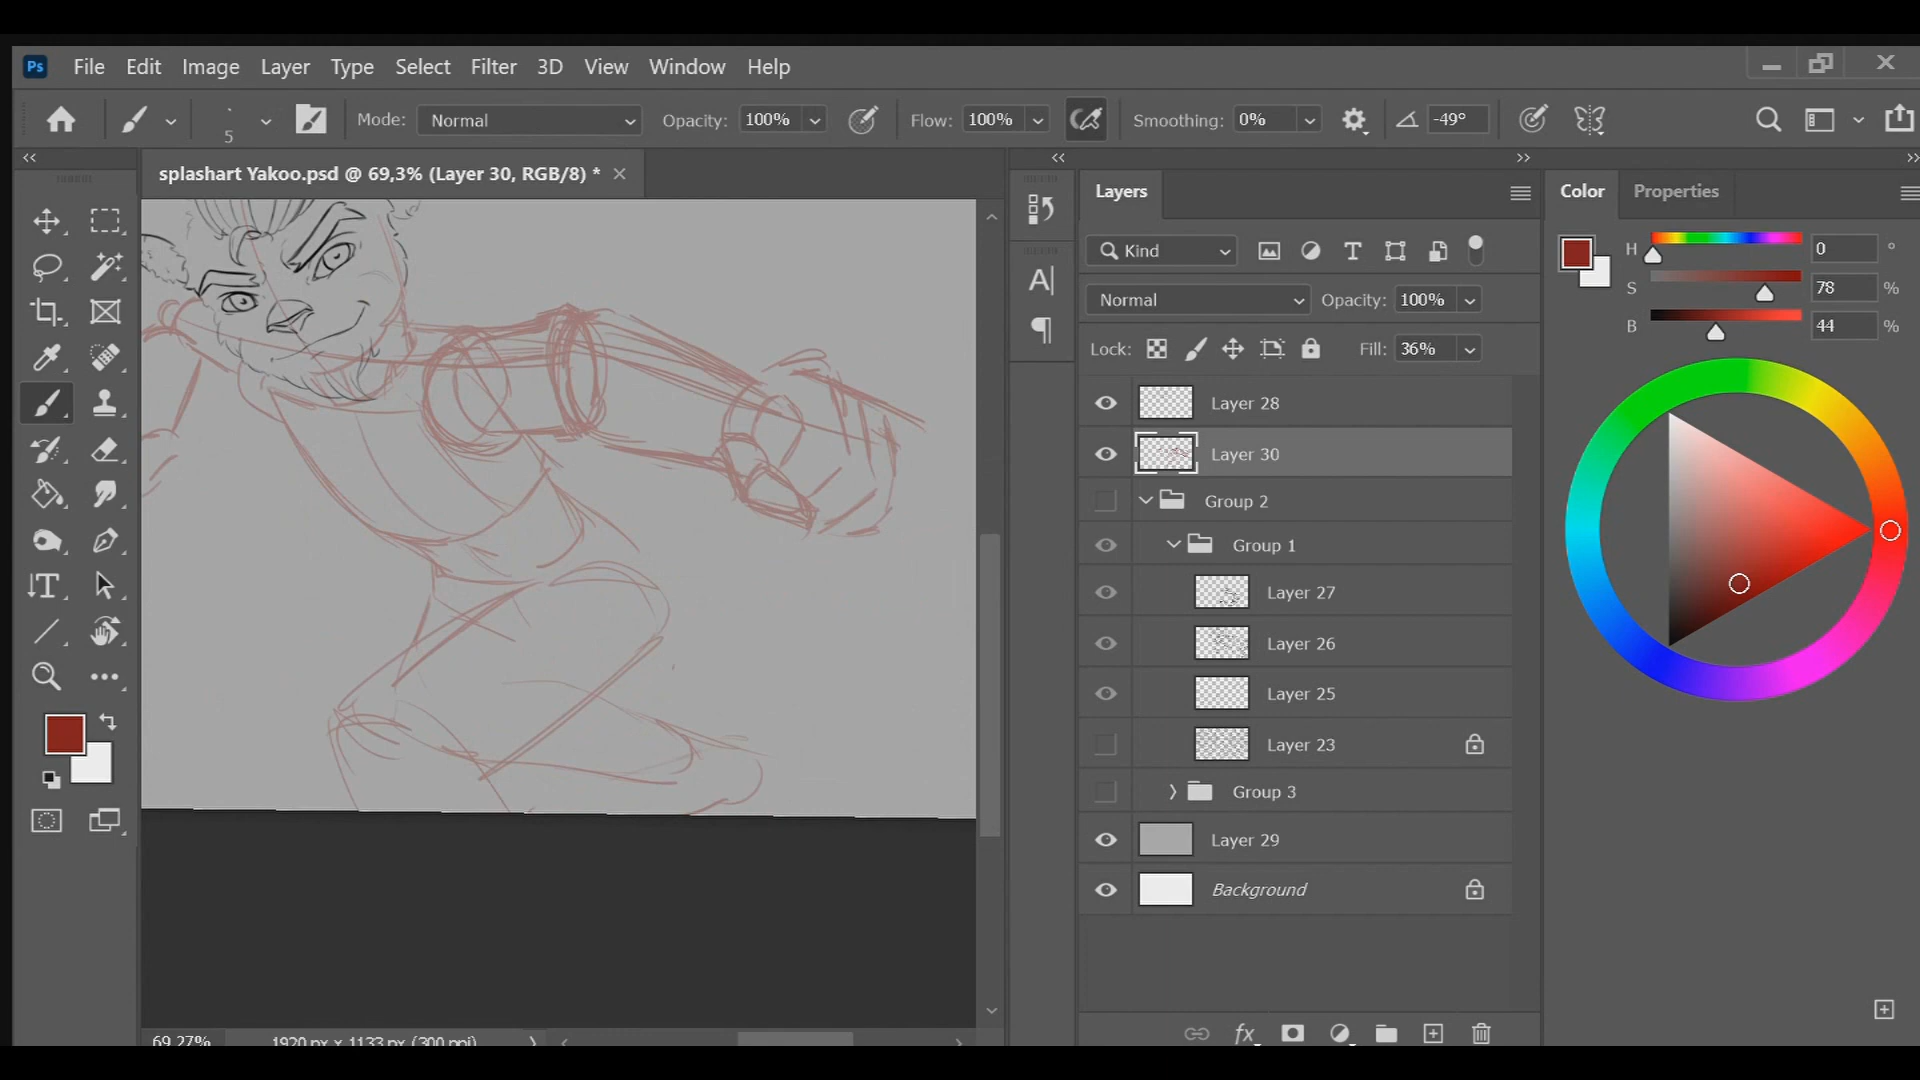 Ps File Edit Image Layer Type Select Filter 3D View Window Help
5 Mode: Normal Opacity: 100% Flow: 100% Smoothing: 0% -49°
splashart Yakoo.psd @ 69,3% (Layer 30, RGB/8) *
Layers
Kind
Normal Opacity: 100%
Lock: Fill: 36%
Layer 28
Layer 30
Group 2
Group 1
Layer 27
Layer 26
Layer 25
Layer 23
Group 3
Layer 29
Background
Color Properties
H 0 °
S 78 %
B 44 %
69,27% 1920 px x 1133 px (300 ppi)